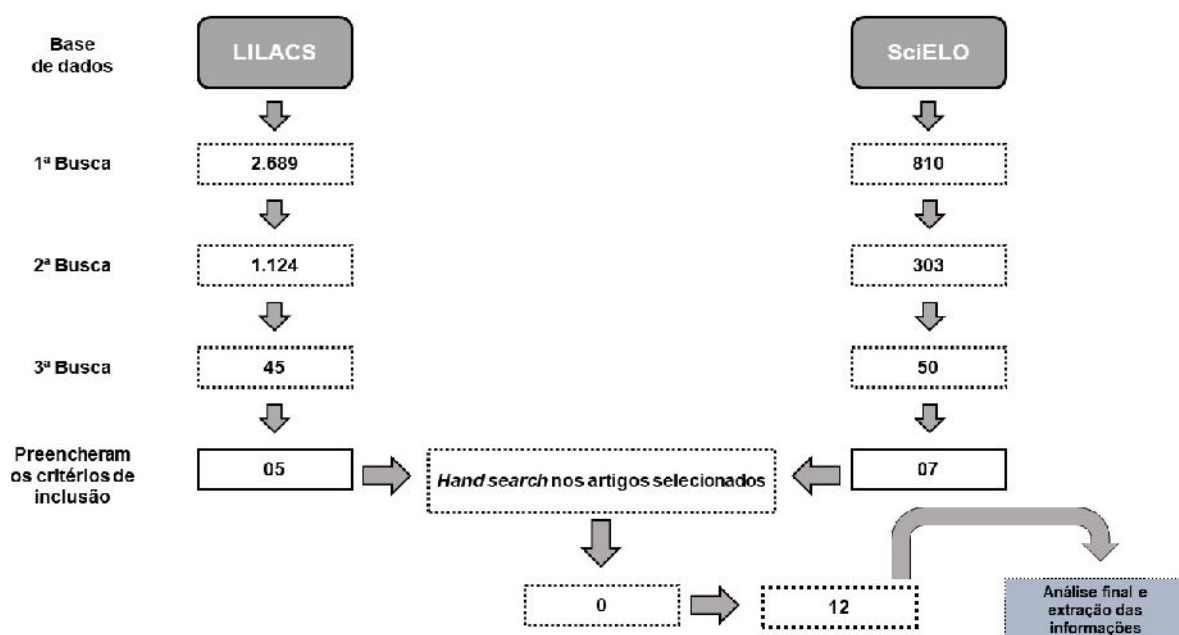 Base
de dados
LILACS
SciELO
1ª Busca
2.689
810
2ª Busca
1.124
303
3ª Busca
45
50
Preencheram
os critérios de
inclusão
05
Hand search nos artigos selecionados
07
0
12
Análise final e
extração das
informações